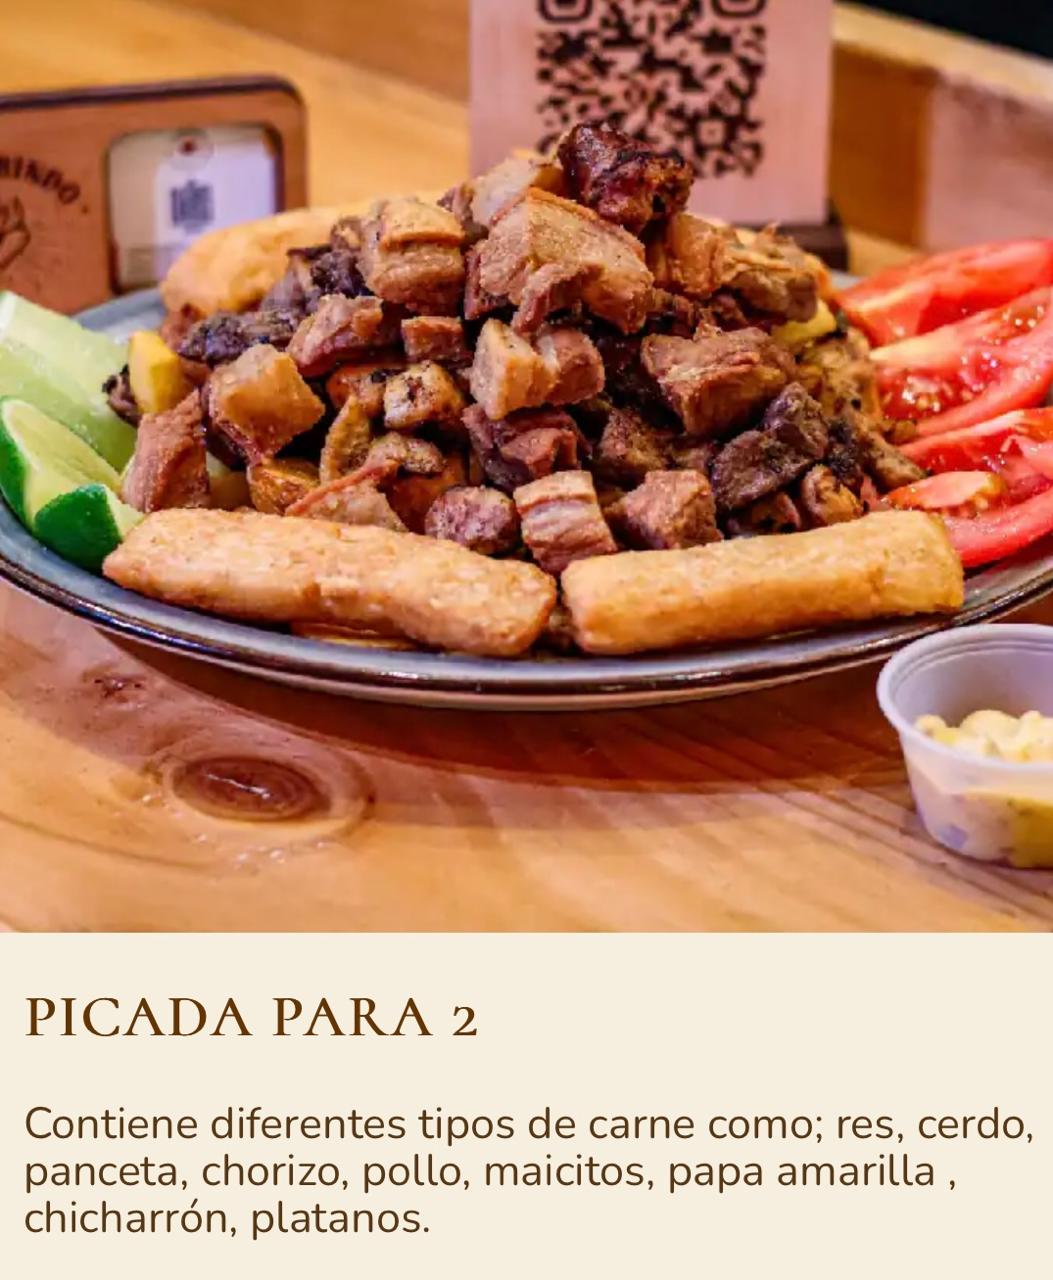 PICADA PARA 2
Contiene diferentes tipos de carne como; res, cerdo,
panceta, chorizo, pollo, maicitos, papa amarilla ,
chicharrón, platanos.